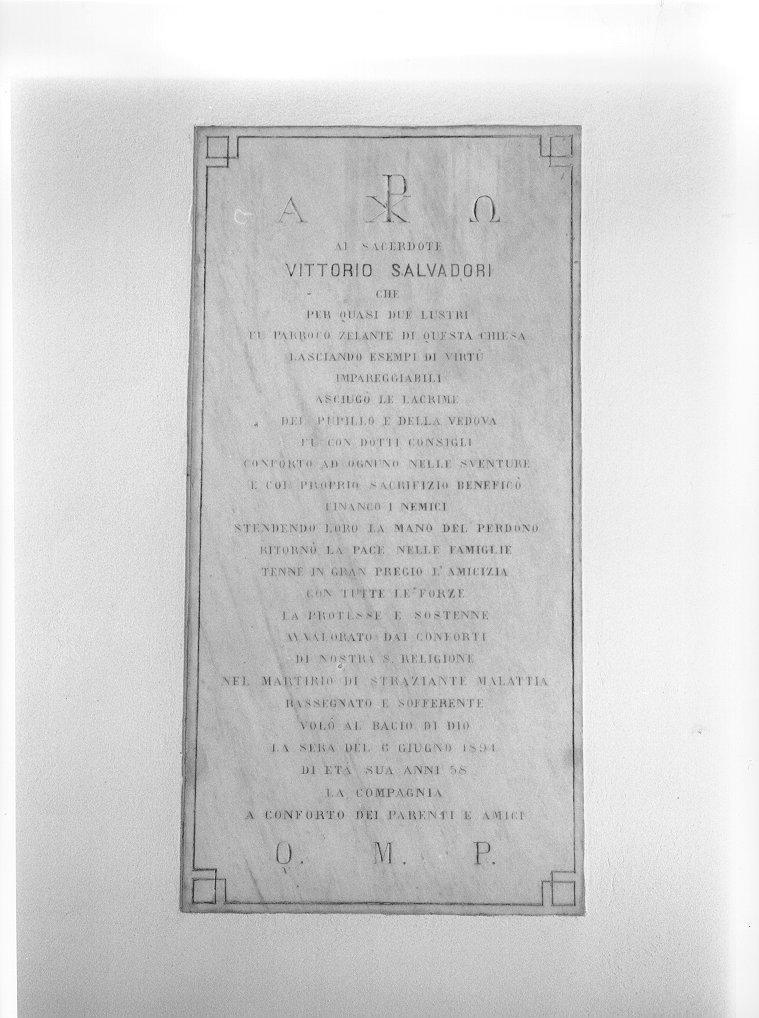 Α ☧ Ω
AL SACERDOTE
VITTORIO SALVADORI
CHE
PER QUASI DUE LUSTRI
FU PARROCO ZELANTE DI QUESTA CHIESA
LASCIANDO ESEMPI DI VIRTÙ
IMPAREGGIABILI
ASCIUGÒ LE LACRIME
DEL PUPILLO E DELLA VEDOVA
FU CON DOTTI CONSIGLI
CONFORTO AD OGNUNO NELLE SVENTURE
E COL PROPRIO SACRIFIZIO BENEFICÒ
FINANCO I NEMICI
STENDENDO LORO LA MANO DEL PERDONO
RITORNÒ LA PACE NELLE FAMIGLIE
TENNE IN GRAN PREGIO L'AMICIZIA
CON TUTTE LE FORZE
LA PROTESSE E SOSTENNE
AVVALORATO DAI CONFORTI
DI NOSTRA S. RELIGIONE
NEL MARTIRIO DI STRAZIANTE MALATTIA
RASSEGNATO E SOFFERENTE
VOLÒ AL BACIO DI DIO
LA SERA DEL 6 GIUGNO 1894
DI ETÀ SUA ANNI 58
LA COMPAGNIA
A CONFORTO DEI PARENTI E AMICI
Q. M. P.